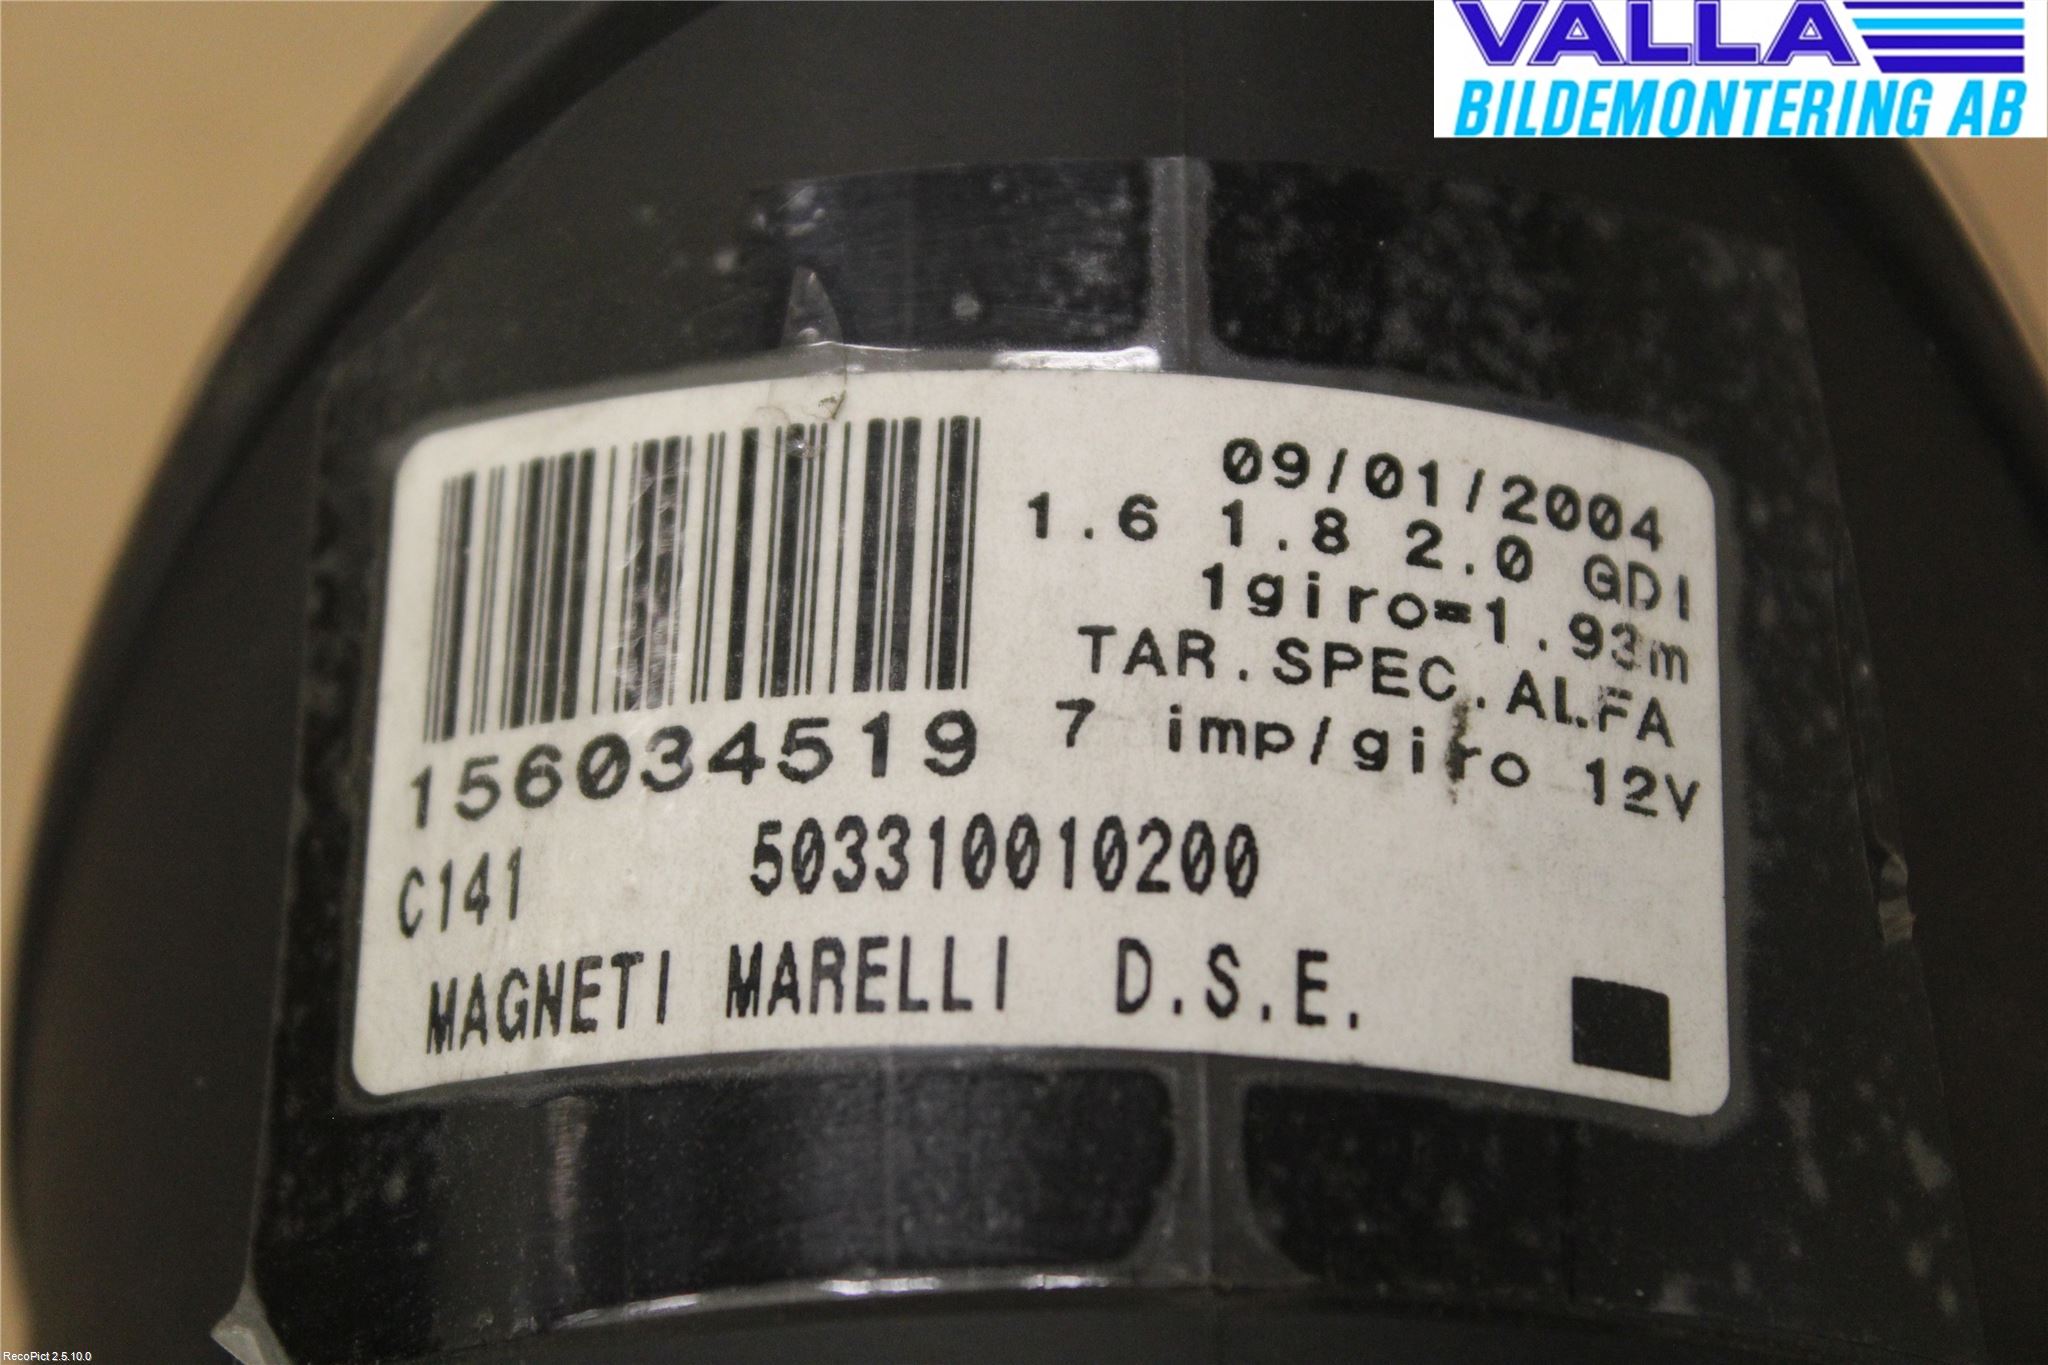 VALLA
BILDEMONTERING AB
09/01/2004
1.6 1.8 2.0 GDI
1giro=1.93m
TAR.SPEC.ALFA
7 imp/giro 12V
156034519
C141 503310010200
MAGNETI MARELLI D.S.E.
RecoPict 2.5.10.0